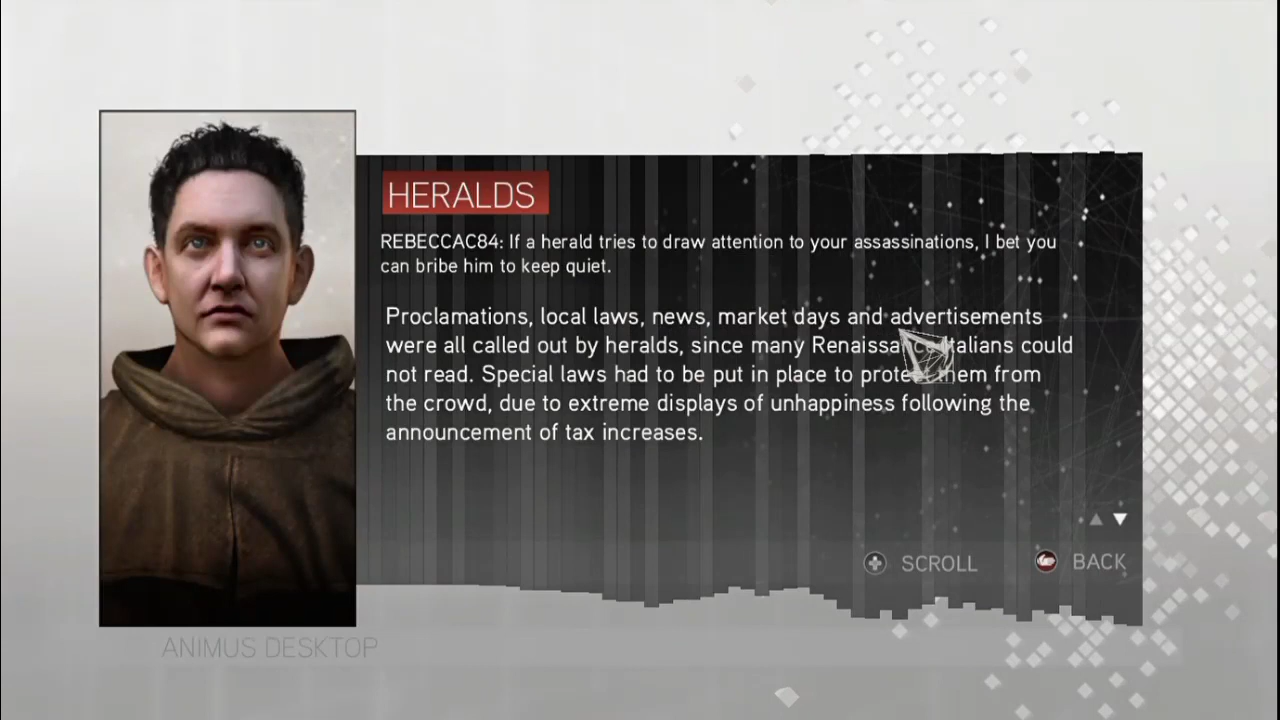 HERALDS
REBECCAC84: If a herald tries to draw attention to your assassinations, I bet you
can bribe him to keep quiet.
Proclamations, local laws, news, market days and advertisements
were all called out by heralds, since many Renaissance Italians could
not read. Special laws had to be put in place to protect them from
the crowd, due to extreme displays of unhappiness following the
announcement of tax increases.
SCROLL
BACK
ANIMUS DESKTOP